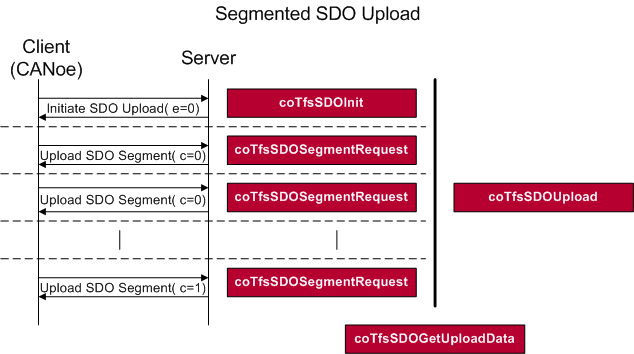 Segmented SDO Upload
Client
(CANoe)
Server
Initiate SDO Upload( e=0)
coTfsSDOInit
Upload SDO Segment( c=0)
coTfsSDOSegmentRequest
Upload SDO Segment( c=0)
coTfsSDOSegmentRequest
coTfsSDOUpload
Upload SDO Segment( c=1)
coTfsSDOSegmentRequest
coTfsSDOGetUploadData